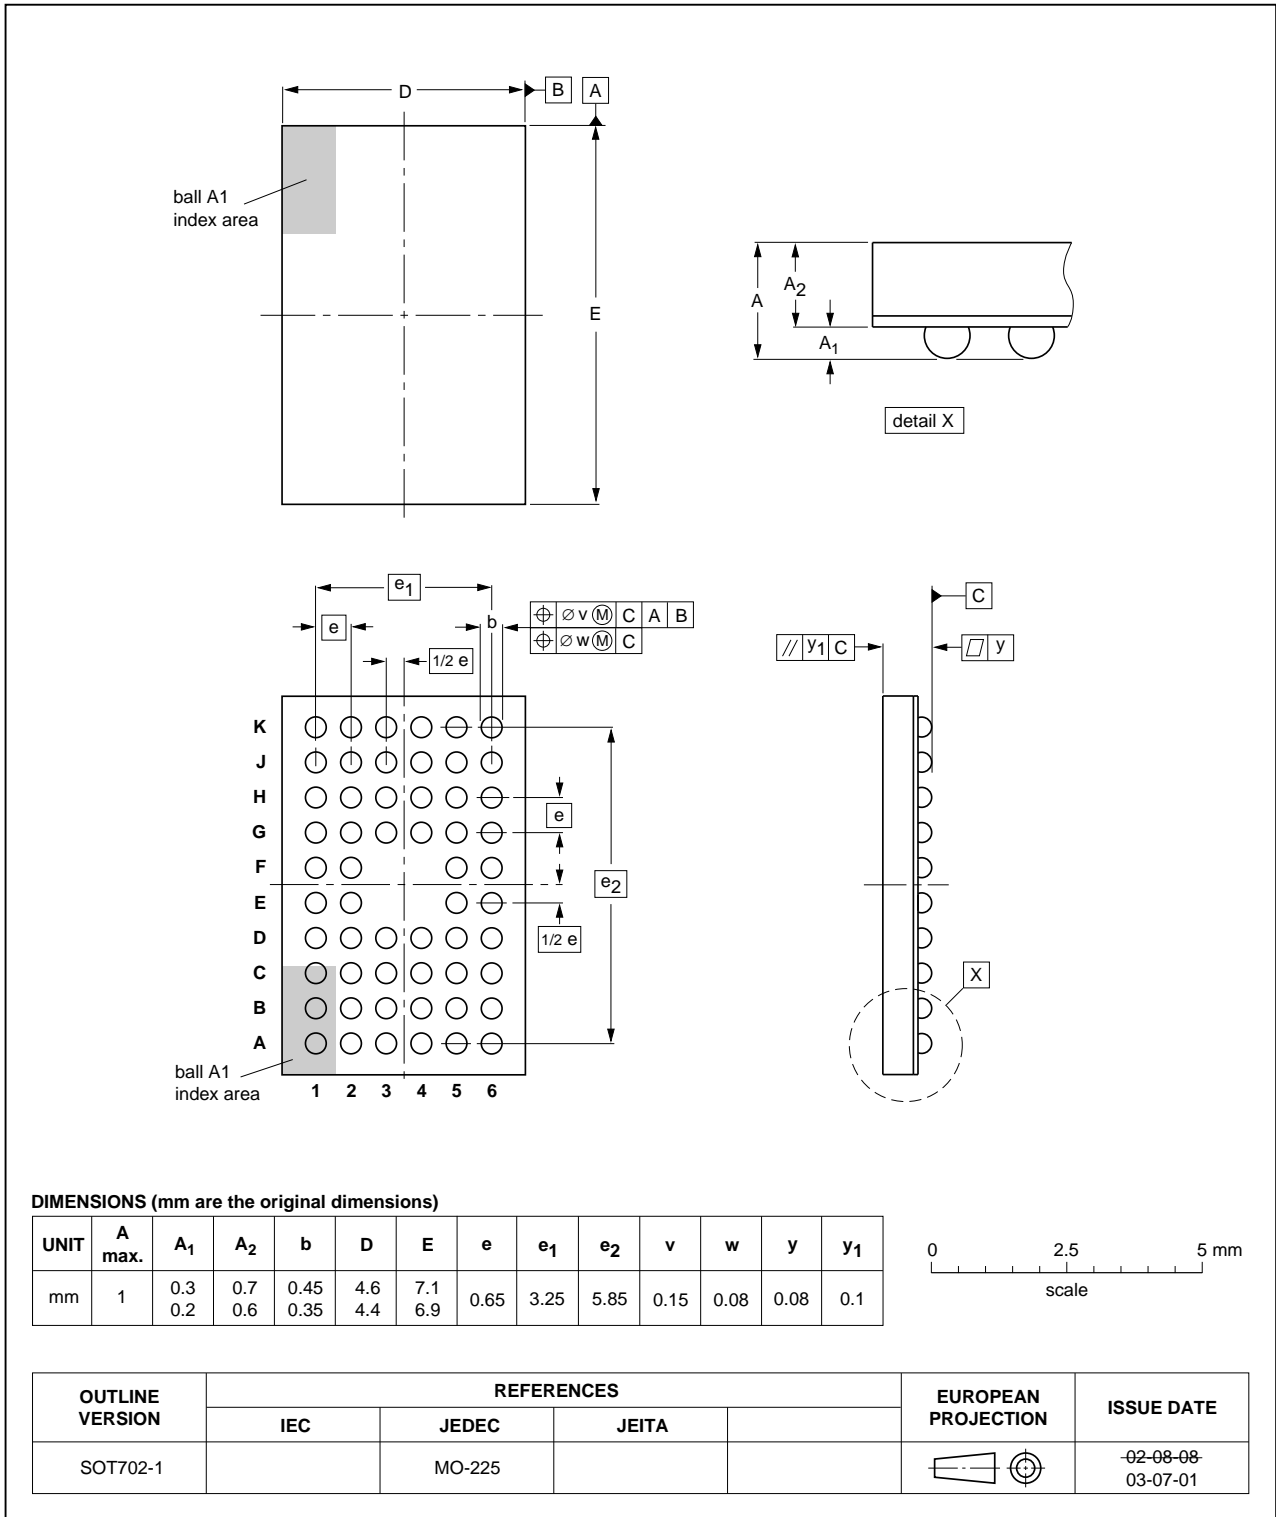 D
B
A
ball A1
index area
E
A
A2
A1
detail X
e1
e
b
1/2 e
⌖ ∅ v Ⓜ C A B
⌖ ∅ w Ⓜ C
C
// y1 C
▱ y
K
J
H
G
F
E
D
C
B
A
e
e2
1/2 e
X
ball A1
index area
1 2 3 4 5 6
DIMENSIONS (mm are the original dimensions)
UNIT A max. A1 A2 b D E e e1 e2 v w y y1
mm 1 0.3 0.2 0.7 0.6 0.45 0.35 4.6 4.4 7.1 6.9 0.65 3.25 5.85 0.15 0.08 0.08 0.1
0 2.5 5 mm
scale
OUTLINE VERSION REFERENCES EUROPEAN PROJECTION ISSUE DATE
IEC JEDEC JEITA
SOT702-1 MO-225 02-08-08
03-07-01